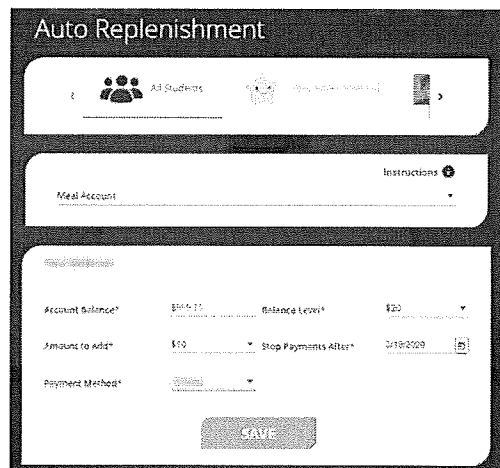 Auto Replenishment
All Students
Instructions
Meal Account
Account Balance* Balance Level* $20
Amount to Add* $10 Stop Payments After*
Payment Method*
SAVE